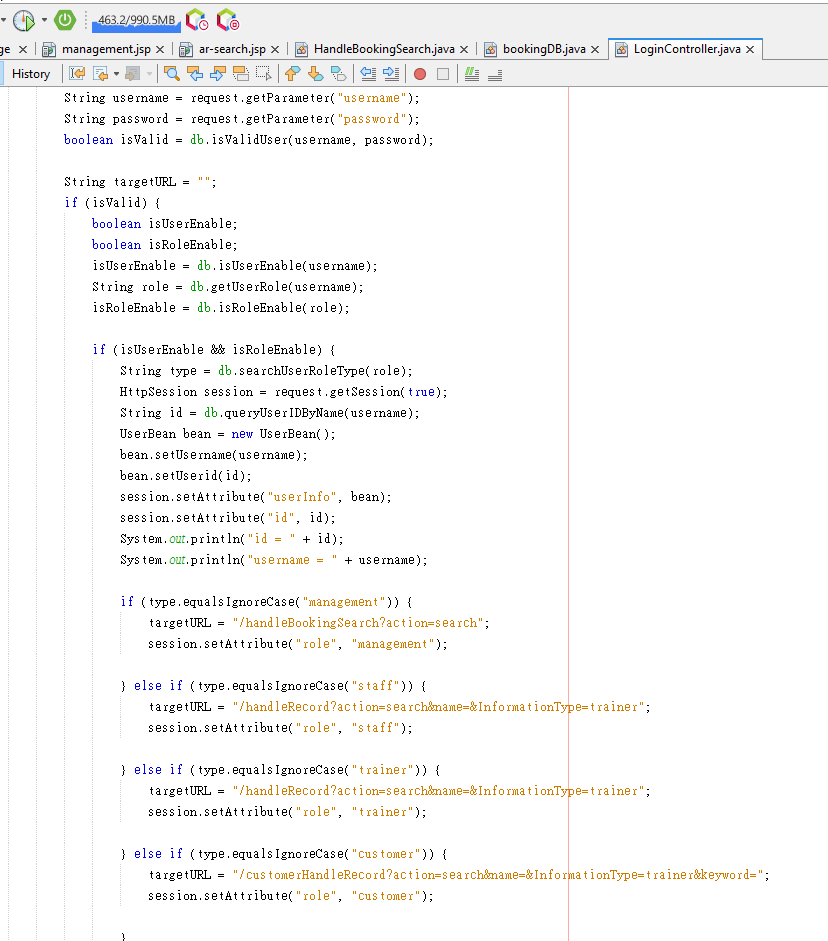 463.2/990.5MB
ge management.jsp ar-search.jsp HandleBookingSearch.java bookingDB.java LoginController.java
History
String username = request.getParameter("username");
String password = request.getParameter("password");
boolean isValid = db.isValidUser(username, password);
String targetURL = "";
if (isValid) {
boolean isUserEnable;
boolean isRoleEnable;
isUserEnable = db.isUserEnable(username);
String role = db.getUserRole(username);
isRoleEnable = db.isRoleEnable(role);
if (isUserEnable && isRoleEnable) {
String type = db.searchUserRoleType(role);
HttpSession session = request.getSession(true);
String id = db.queryUserIDByName(username);
UserBean bean = new UserBean();
bean.setUsername(username);
bean.setUserid(id);
session.setAttribute("userInfo", bean);
session.setAttribute("id", id);
System.out.println("id = " + id);
System.out.println("username = " + username);
if (type.equalsIgnoreCase("management")) {
targetURL = "/handleBookingSearch?action=search";
session.setAttribute("role", "management");
} else if (type.equalsIgnoreCase("staff")) {
targetURL = "/handleRecord?action=search&name=&InformationType=trainer";
session.setAttribute("role", "staff");
} else if (type.equalsIgnoreCase("trainer")) {
targetURL = "/handleRecord?action=search&name=&InformationType=trainer";
session.setAttribute("role", "trainer");
} else if (type.equalsIgnoreCase("customer")) {
targetURL = "/customerHandleRecord?action=search&name=&InformationType=trainer&keyword=";
session.setAttribute("role", "customer");
}